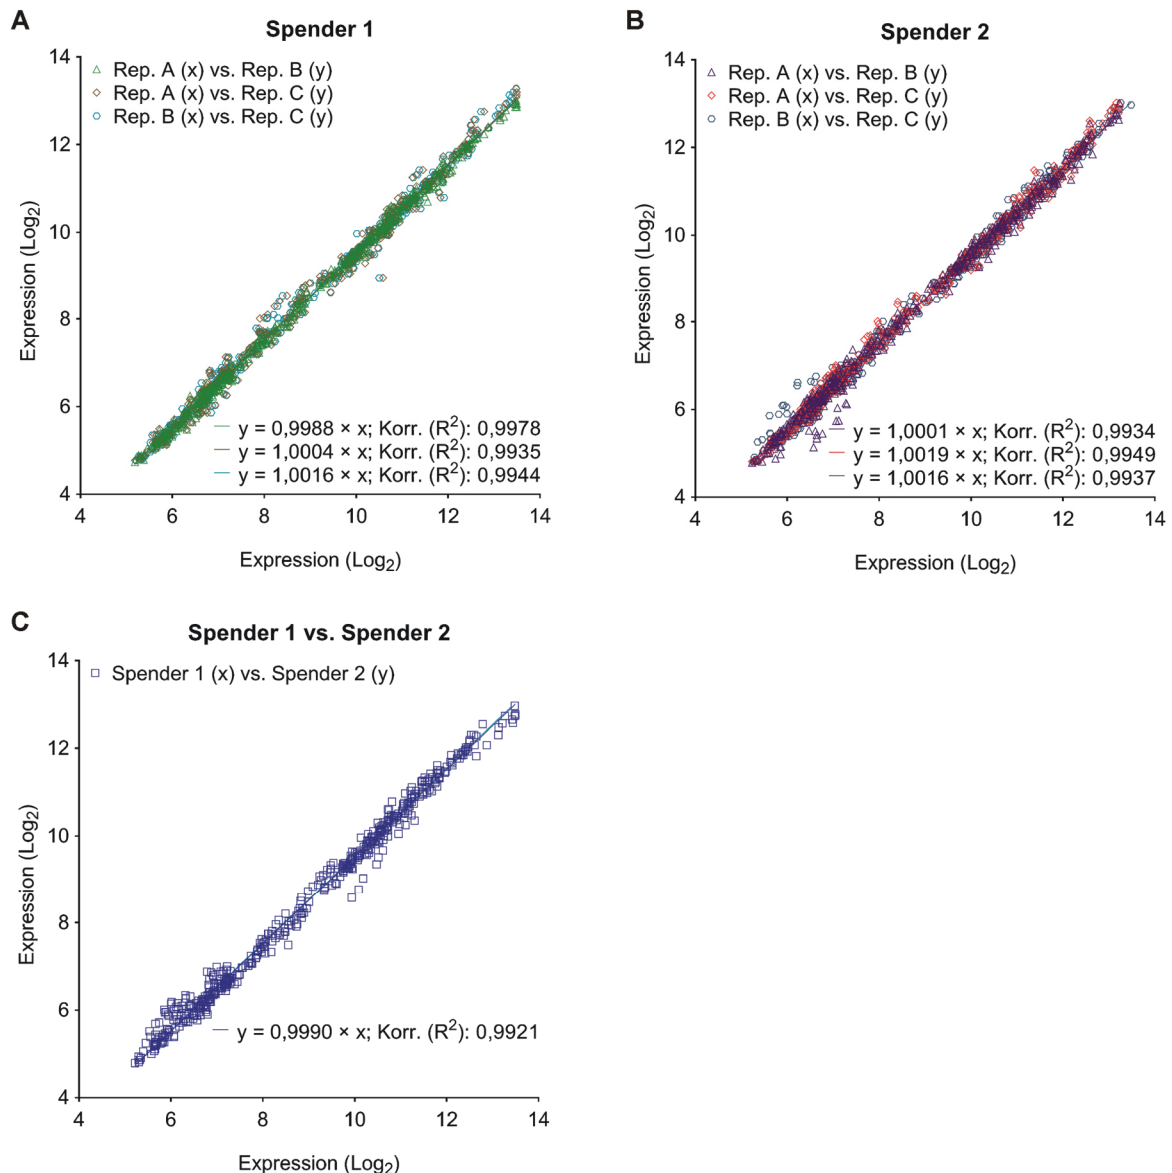 A
Spender 1
14
12
10
8
6
4
Expression (Log2)
Rep. A (x) vs. Rep. B (y)
Rep. A (x) vs. Rep. C (y)
Rep. B (x) vs. Rep. C (y)
y = 0,9988 × x; Korr. (R²): 0,9978
y = 1,0004 × x; Korr. (R²): 0,9935
y = 1,0016 × x; Korr. (R²): 0,9944
4 6 8 10 12 14
Expression (Log2)
B
Spender 2
14
12
10
8
6
4
Expression (Log2)
Rep. A (x) vs. Rep. B (y)
Rep. A (x) vs. Rep. C (y)
Rep. B (x) vs. Rep. C (y)
y = 1,0001 × x; Korr. (R²): 0,9934
y = 1,0019 × x; Korr. (R²): 0,9949
y = 1,0016 × x; Korr. (R²): 0,9937
4 6 8 10 12 14
Expression (Log2)
C
Spender 1 vs. Spender 2
14
12
10
8
6
4
Expression (Log2)
Spender 1 (x) vs. Spender 2 (y)
y = 0,9990 × x; Korr. (R²): 0,9921
4 6 8 10 12 14
Expression (Log2)